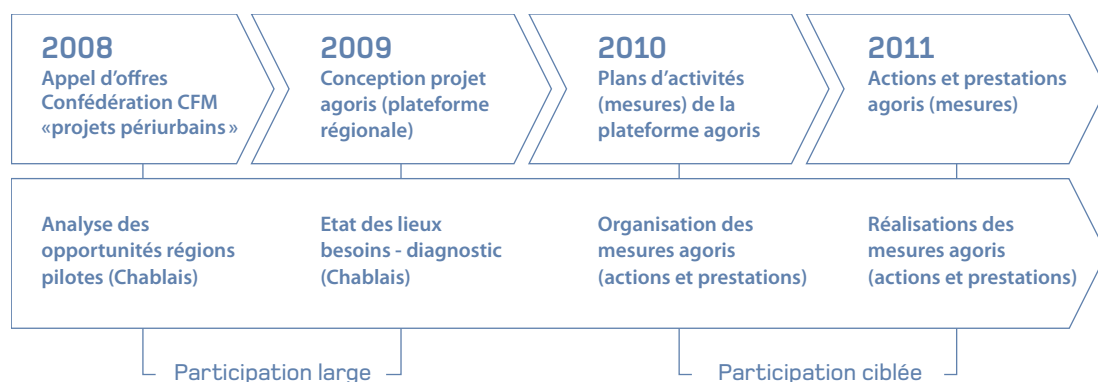 2008
Appel d’offres
Confédération CFM
«projets périurbains»
2009
Conception projet
agoris (plateforme
régionale)
2010
Plans d’activités
(mesures) de la
plateforme agoris
2011
Actions et prestations
agoris (mesures)
Analyse des
opportunités régions
pilotes (Chablais)
Etat des lieux
besoins - diagnostic
(Chablais)
Organisation des
mesures agoris
(actions et prestations)
Réalisations des
mesures agoris
(actions et prestations)
Participation large
Participation ciblée